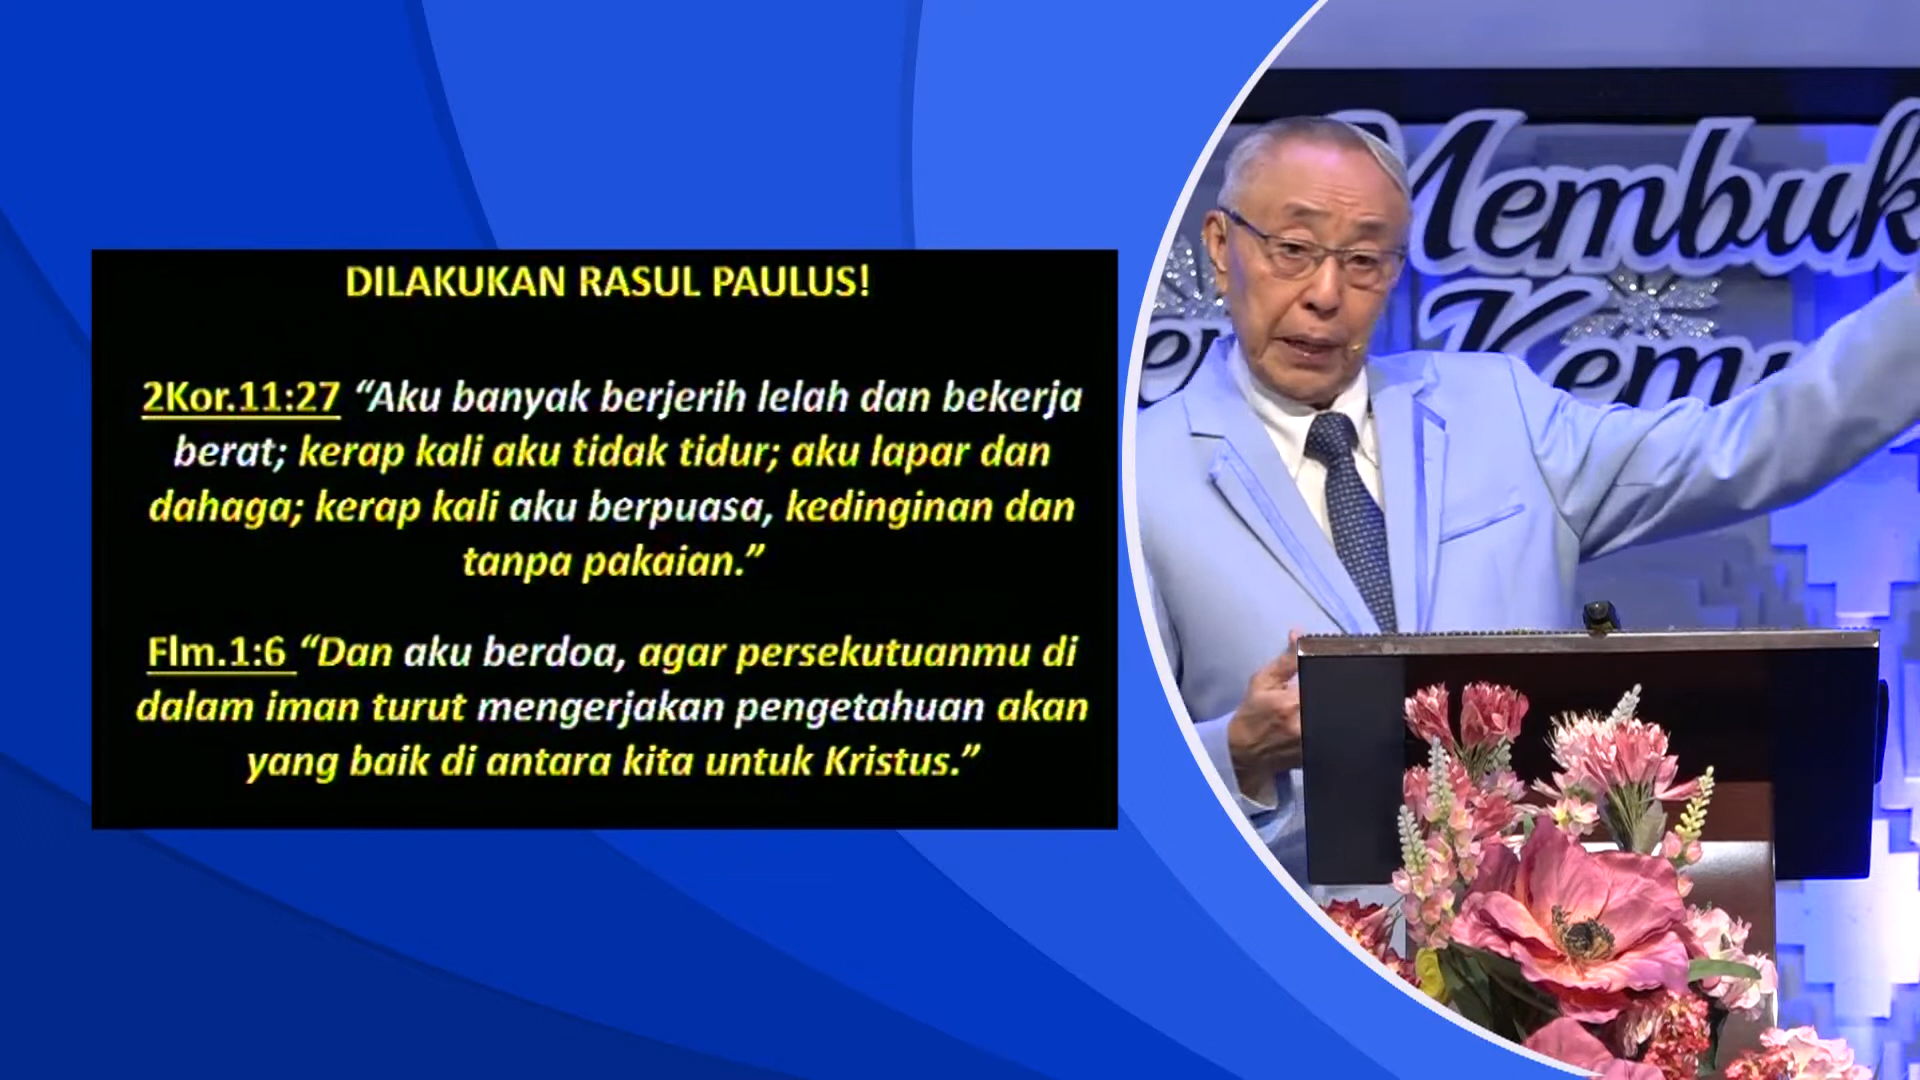 DILAKUKAN RASUL PAULUS!
2Kor.11:27 “Aku banyak berjerih lelah dan bekerja
berat; kerap kali aku tidak tidur; aku lapar dan
dahaga; kerap kali aku berpuasa, kedinginan dan
tanpa pakaian.”
Flm.1:6 “Dan aku berdoa, agar persekutuanmu di
dalam iman turut mengerjakan pengetahuan akan
yang baik di antara kita untuk Kristus.”
Membuk
Kemu